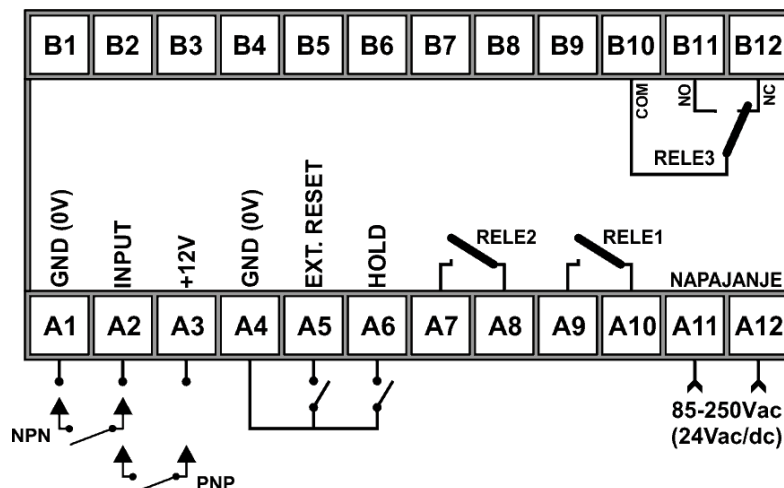 B1 B2 B3 B4 B5 B6 B7 B8 B9 B10 B11 B12
COM
NO
NC
RELE3
GND (0V)
INPUT
+12V
GND (0V)
EXT. RESET
HOLD
RELE2
RELE1
NAPAJANJE
A1 A2 A3 A4 A5 A6 A7 A8 A9 A10 A11 A12
NPN
PNP
85-250Vac
(24Vac/dc)